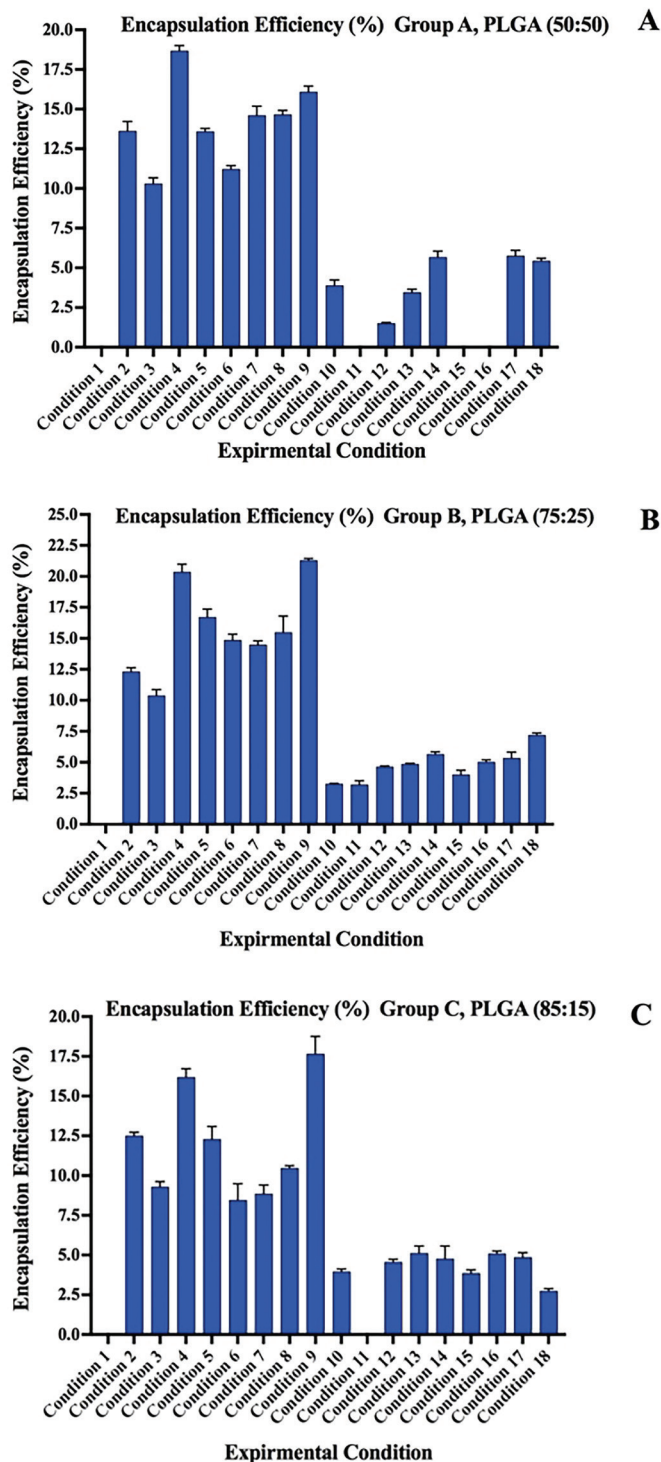 Encapsulation Efficiency (%) Group A, PLGA (50:50)
A
Encapsulation Efficiency (%)
20.0
17.5
15.0
12.5
10.0
7.5
5.0
2.5
0.0
Condition 1
Condition 2
Condition 3
Condition 4
Condition 5
Condition 6
Condition 7
Condition 8
Condition 9
Condition 10
Condition 11
Condition 12
Condition 13
Condition 14
Condition 15
Condition 16
Condition 17
Condition 18
Expirmental Condition
Encapsulation Efficiency (%) Group B, PLGA (75:25)
B
Encapsulation Efficiency (%)
25.0
22.5
20.0
17.5
15.0
12.5
10.0
7.5
5.0
2.5
0.0
Condition 1
Condition 2
Condition 3
Condition 4
Condition 5
Condition 6
Condition 7
Condition 8
Condition 9
Condition 10
Condition 11
Condition 12
Condition 13
Condition 14
Condition 15
Condition 16
Condition 17
Condition 18
Expirmental Condition
Encapsulation Efficiency (%) Group C, PLGA (85:15)
C
Encapsulation Efficiency (%)
20.0
17.5
15.0
12.5
10.0
7.5
5.0
2.5
0.0
Condition 1
Condition 2
Condition 3
Condition 4
Condition 5
Condition 6
Condition 7
Condition 8
Condition 9
Condition 10
Condition 11
Condition 12
Condition 13
Condition 14
Condition 15
Condition 16
Condition 17
Condition 18
Expirmental Condition